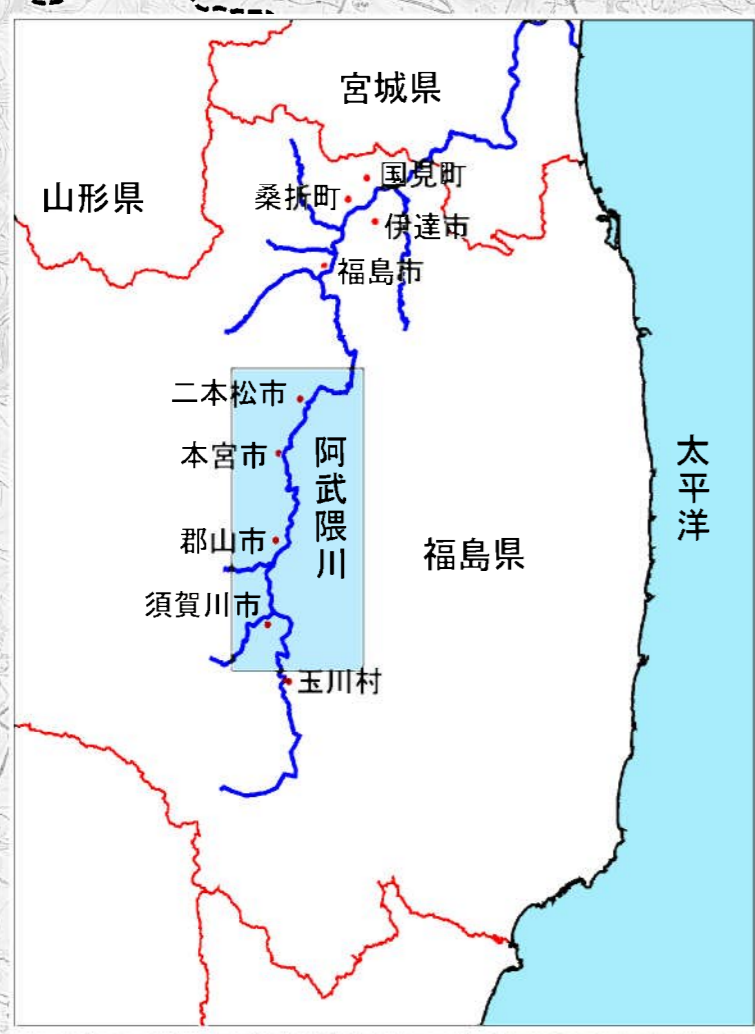 宮城県
山形県
国見町
桑折町
伊達市
福島市
二本松市
本宮市
阿武隈川
太平洋
郡山市
福島県
須賀川市
玉川村